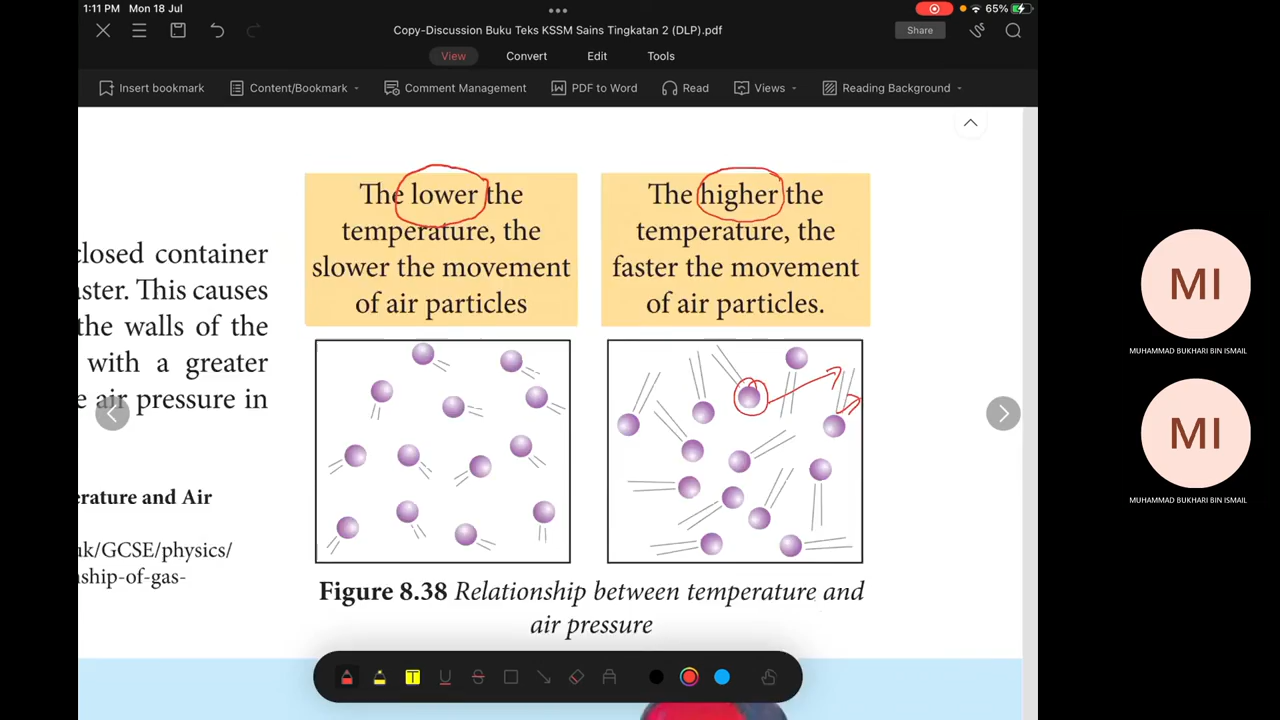 1:11 PM Mon 18 Jul
65%
Copy-Discussion Buku Teks KSSM Sains Tingkatan 2 (DLP).pdf
Share
View Convert Edit Tools
Insert bookmark Content/Bookmark Comment Management PDF to Word Read Views Reading Background
The lower the
temperature, the
slower the movement
of air particles
The higher the
temperature, the
faster the movement
of air particles.
closed container
aster. This causes
the walls of the
with a greater
e air pressure in
erature and Air
uk/GCSE/physics/
nship-of-gas-
Figure 8.38 Relationship between temperature and
air pressure
T U S
MI
MUHAMMAD BUKHARI BIN ISMAIL
MI
MUHAMMAD BUKHARI BIN ISMAIL